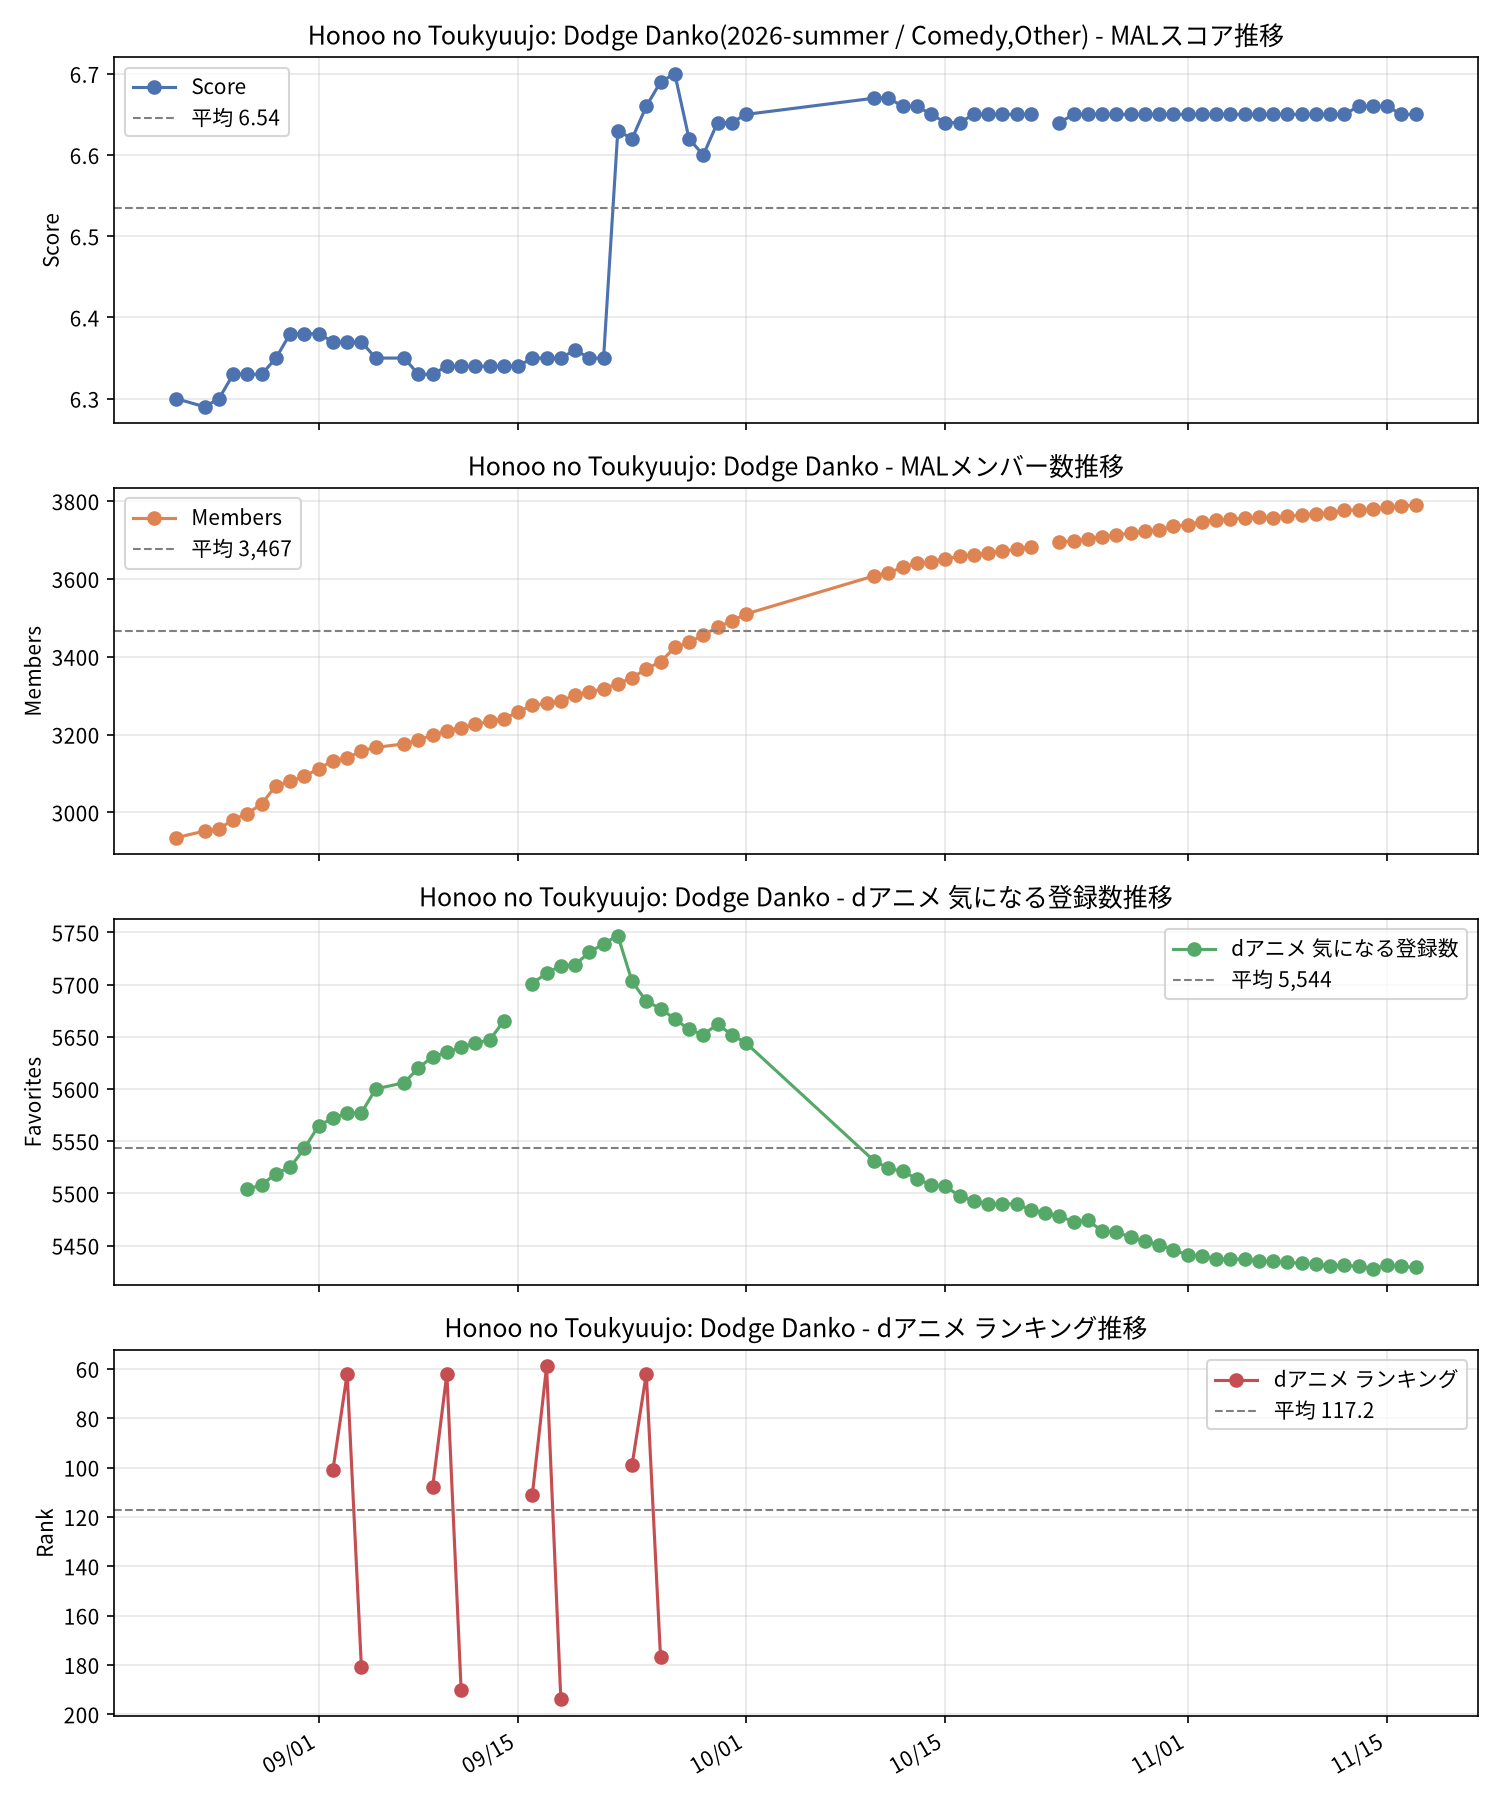 Honoo no Toukyuujo: Dodge Danko(2026-summer / Comedy,Other) - MALスコア推移
Score
平均 6.54
Score
6.7
6.6
6.5
6.4
6.3
Honoo no Toukyuujo: Dodge Danko - MALメンバー数推移
Members
平均 3,467
Members
3800
3600
3400
3200
3000
Honoo no Toukyuujo: Dodge Danko - dアニメ 気になる登録数推移
dアニメ 気になる登録数
平均 5,544
Favorites
5750
5700
5650
5600
5550
5500
5450
Honoo no Toukyuujo: Dodge Danko - dアニメ ランキング推移
dアニメ ランキング
平均 117.2
Rank
60
80
100
120
140
160
180
200
09/01
09/15
10/01
10/15
11/01
11/15